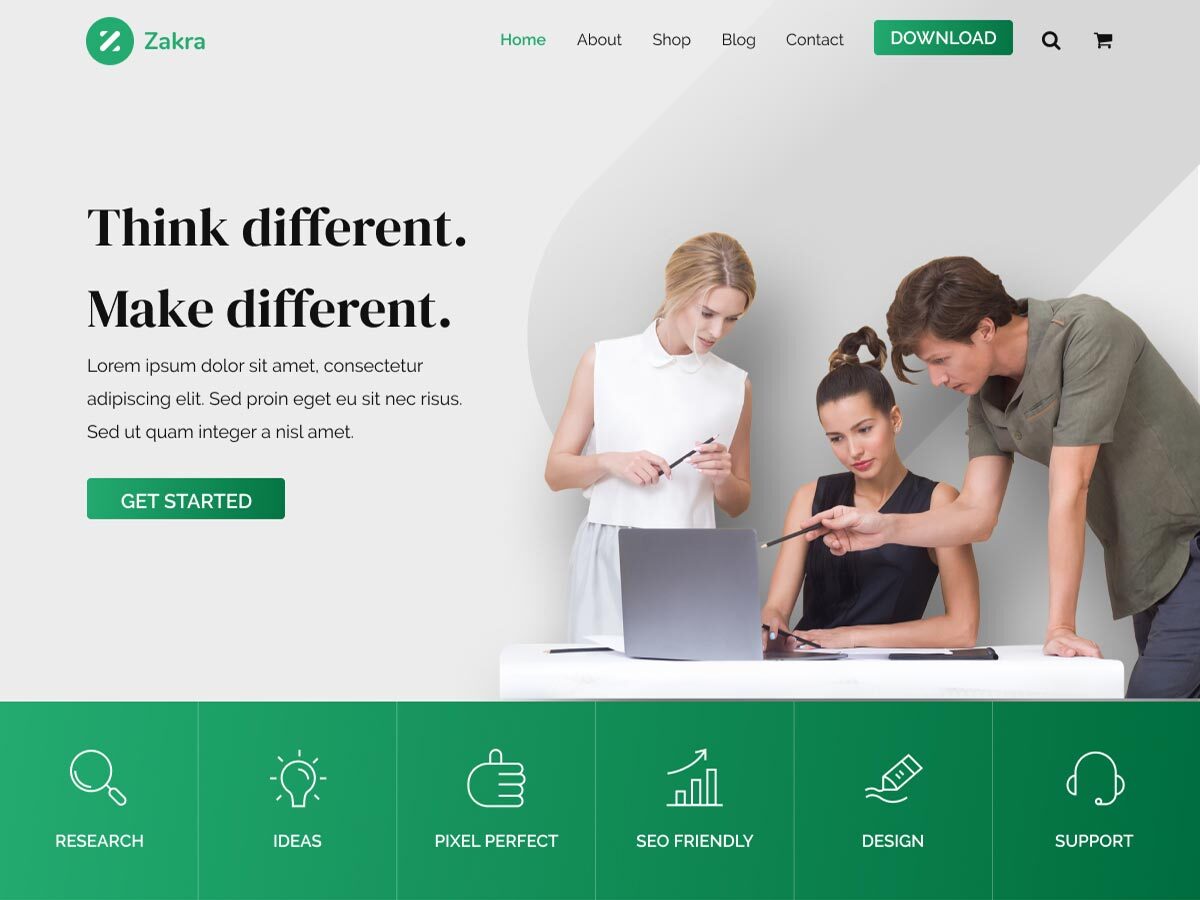 Zakra
Home About Shop Blog Contact DOWNLOAD
Think different.
Make different.
Lorem ipsum dolor sit amet, consectetur
adipiscing elit. Sed proin eget eu sit nec risus.
Sed ut quam integer a nisl amet.
GET STARTED
RESEARCH
IDEAS
PIXEL PERFECT
SEO FRIENDLY
DESIGN
SUPPORT